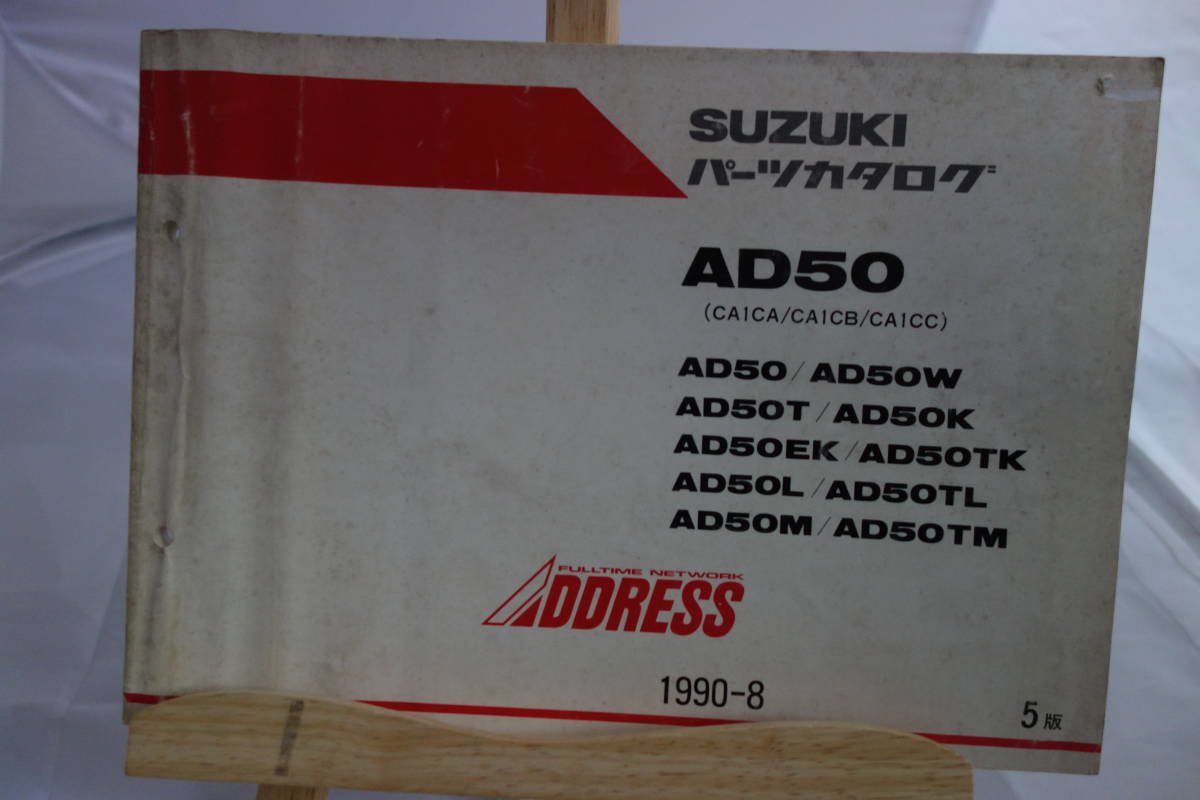 SUZUKI
パーツカタログ
AD50
(CA1CA/CA1CB/CA1CC)
AD50/AD50W
AD50T/AD50K
AD50EK/AD50TK
AD50L/AD50TL
AD50M/AD50TM
FULLTIME NETWORK
ADDRESS
1990-8
5版